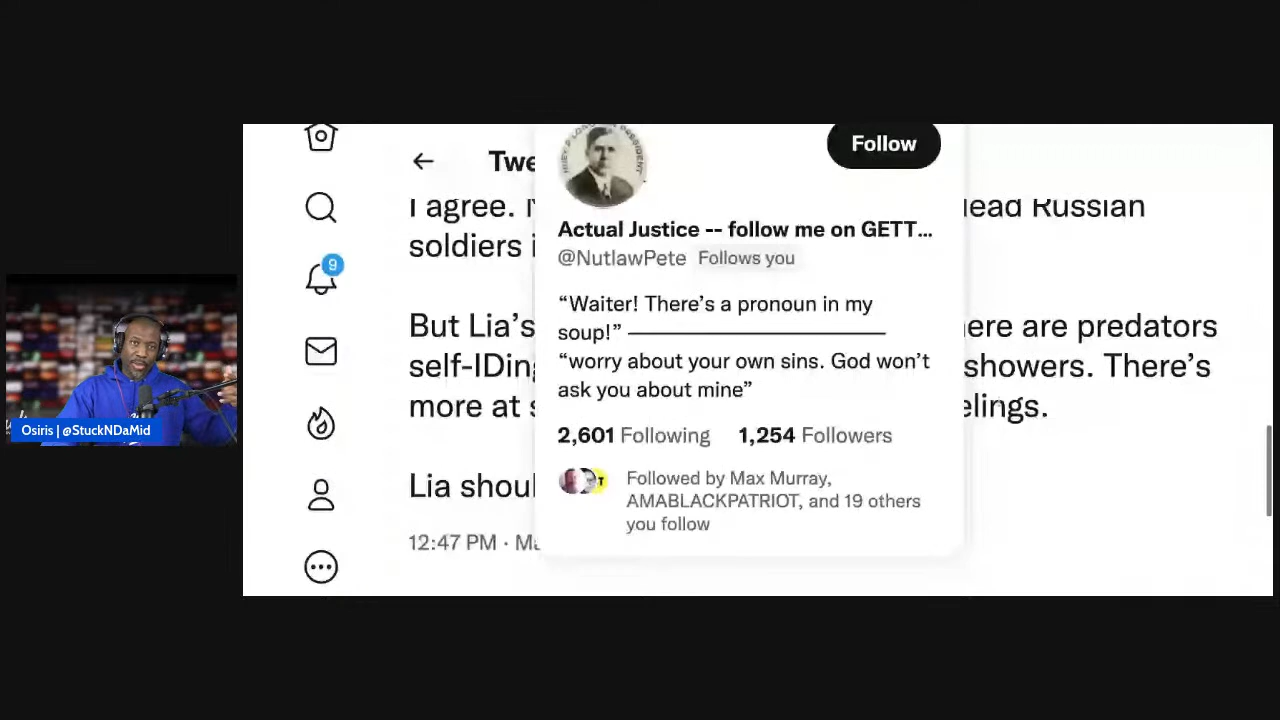 Follow
Twe
I agree.
lead Russian
soldiers i
Actual Justice -- follow me on GETT...
@NutlawPete Follows you
9
“Waiter! There’s a pronoun in my
soup!”
But Lia’s
ere are predators
“worry about your own sins. God won’t
ask you about mine”
self-IDing
showers. There’s
more at s
elings.
2,601 Following 1,254 Followers
Osiris | @StuckNDaMid
Followed by Max Murray,
AMABLACKPATRIOT, and 19 others
you follow
Lia shoul
12:47 PM · Ma